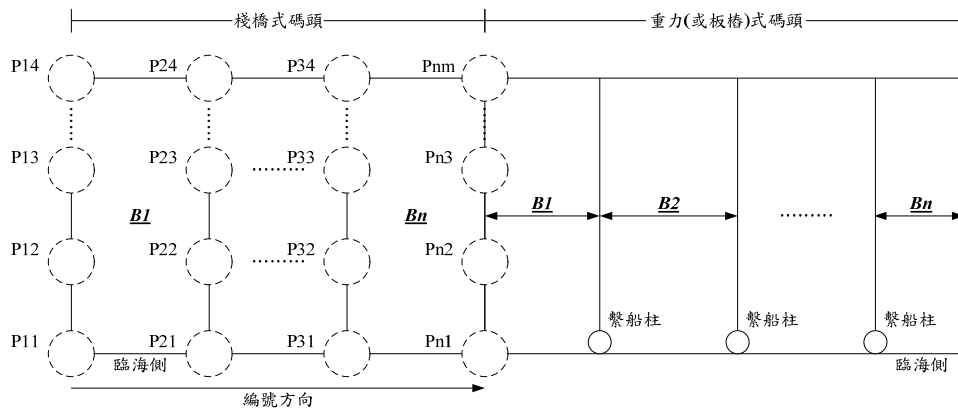 棧橋式碼頭 重力(或板樁)式碼頭
P14 P24 P34 Pnm
P13 P23 P33 Pn3
B1 Bn B1 B2 Bn
P12 P22 P32 Pn2
繫船柱 繫船柱 繫船柱
P11 P21 P31 Pn1
臨海側 臨海側
編號方向